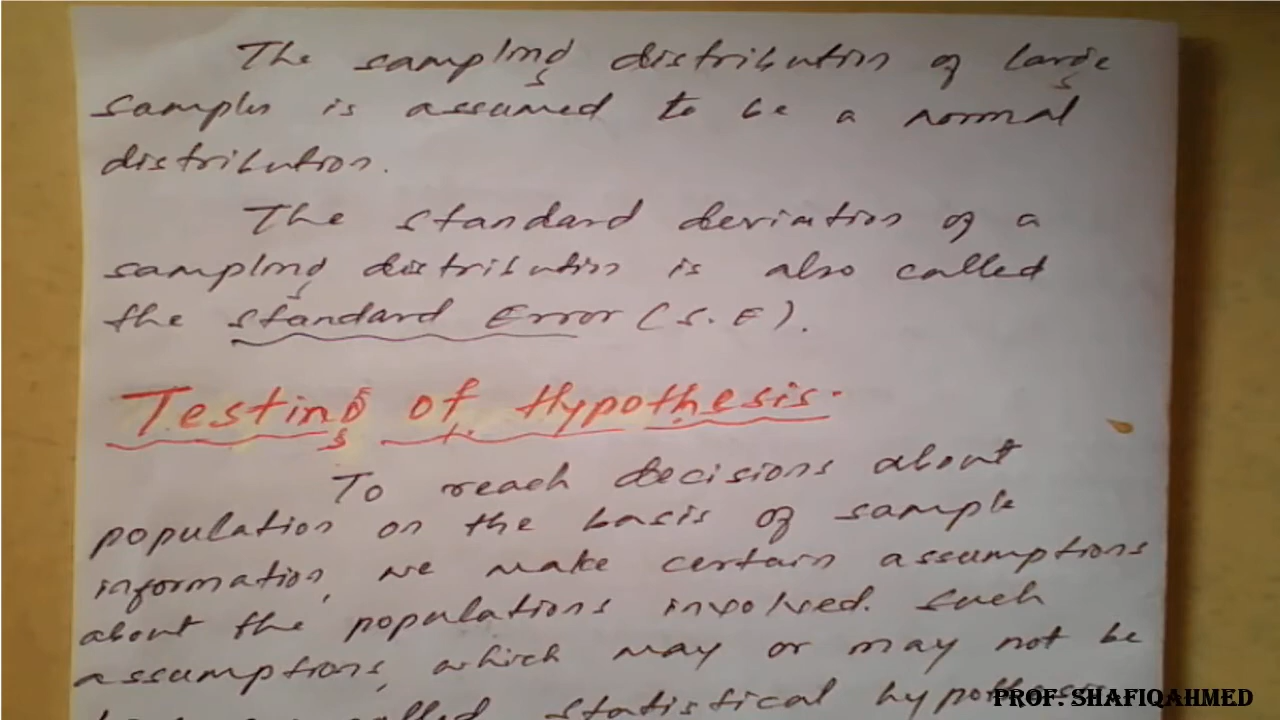 The sampling distribution of large
samples is assumed to be a normal
distribution.
The standard deviation of a
sampling distribution is also called
the standard Error (S.E).
Testing of Hypothesis.
To reach decisions about
population on the basis of sample
information, we make certain assumptions
about the populations involved. Such
assumptions, which may or may not be
called statistical hypothesis
PROF. SHAFIQAHMED